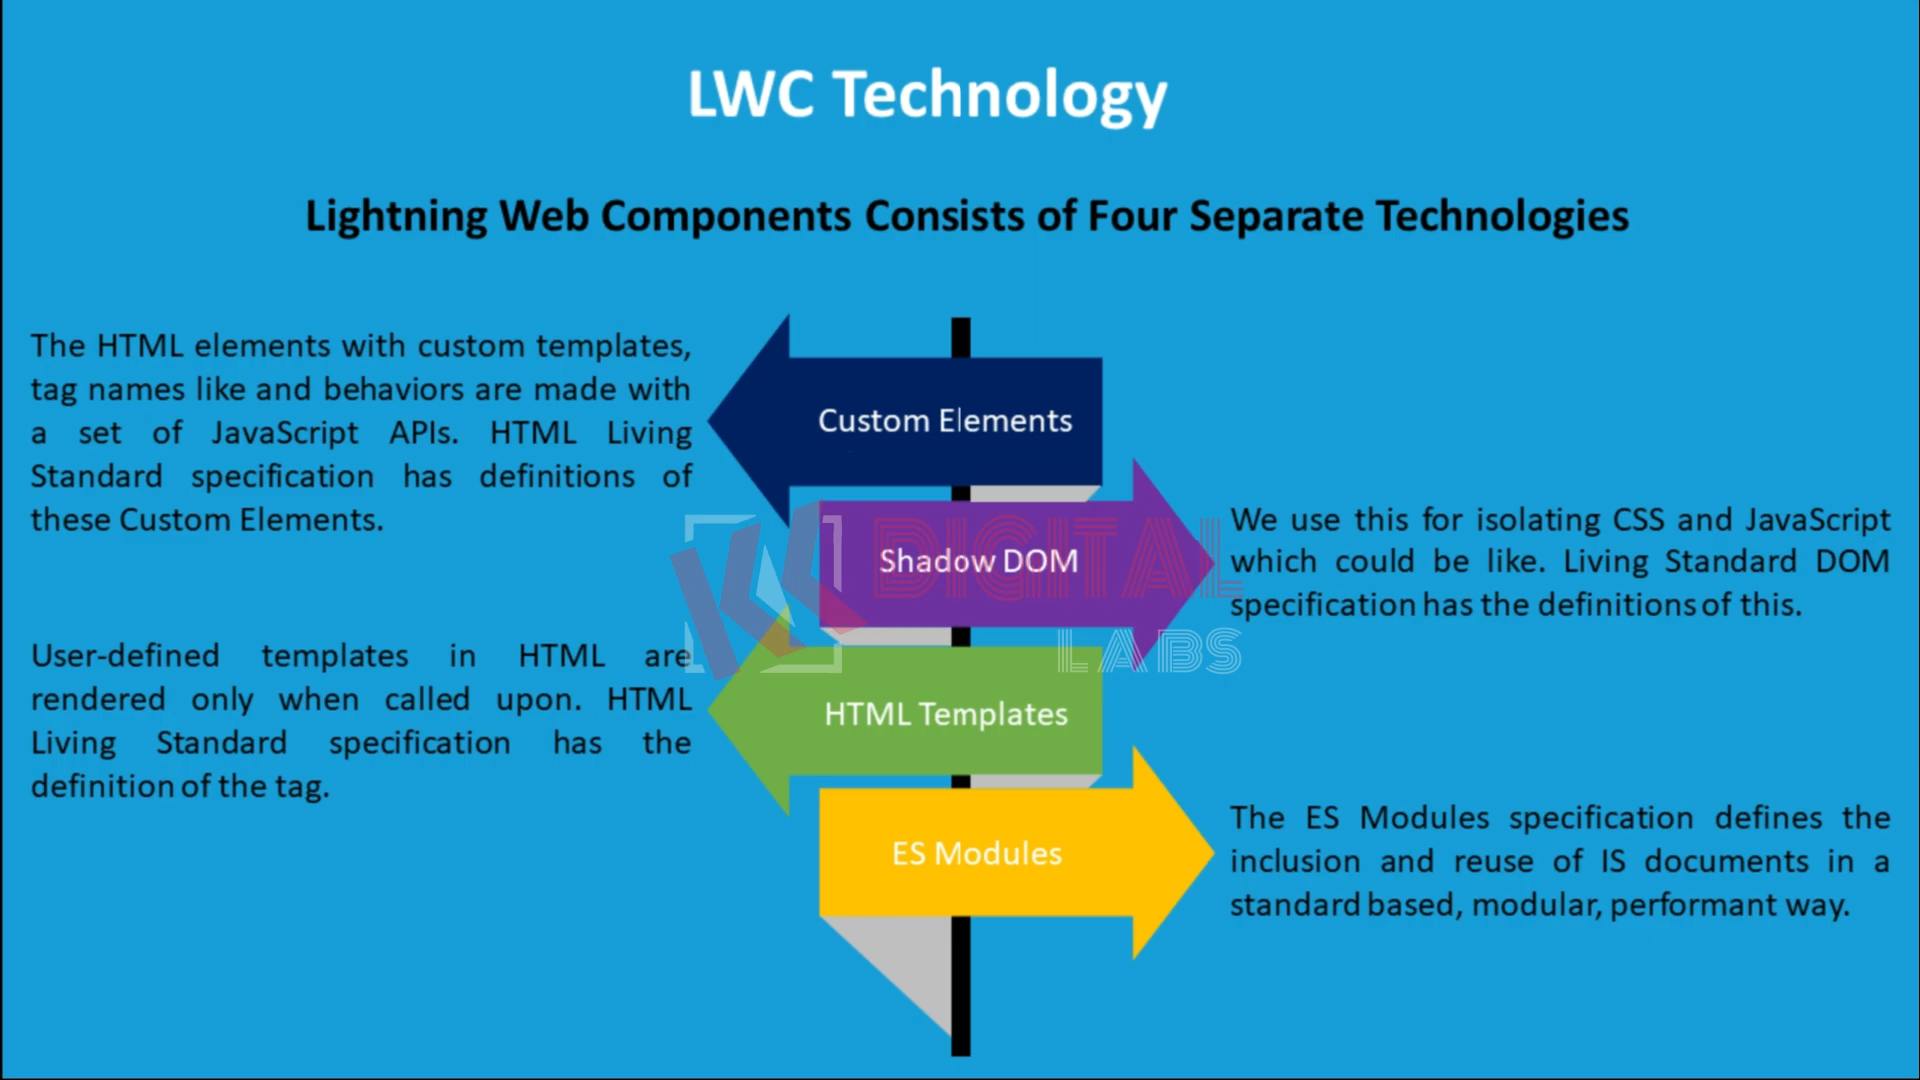 LWC Technology
Lightning Web Components Consists of Four Separate Technologies
The HTML elements with custom templates,
tag names like and behaviors are made with
a set of JavaScript APIs. HTML Living
Standard specification has definitions of
these Custom Elements.
Custom Elements
Shadow DOM
We use this for isolating CSS and JavaScript
which could be like. Living Standard DOM
specification has the definitions of this.
DIGITAL
LABS
User-defined templates in HTML are
rendered only when called upon. HTML
Living Standard specification has the
definition of the tag.
HTML Templates
ES Modules
The ES Modules specification defines the
inclusion and reuse of IS documents in a
standard based, modular, performant way.